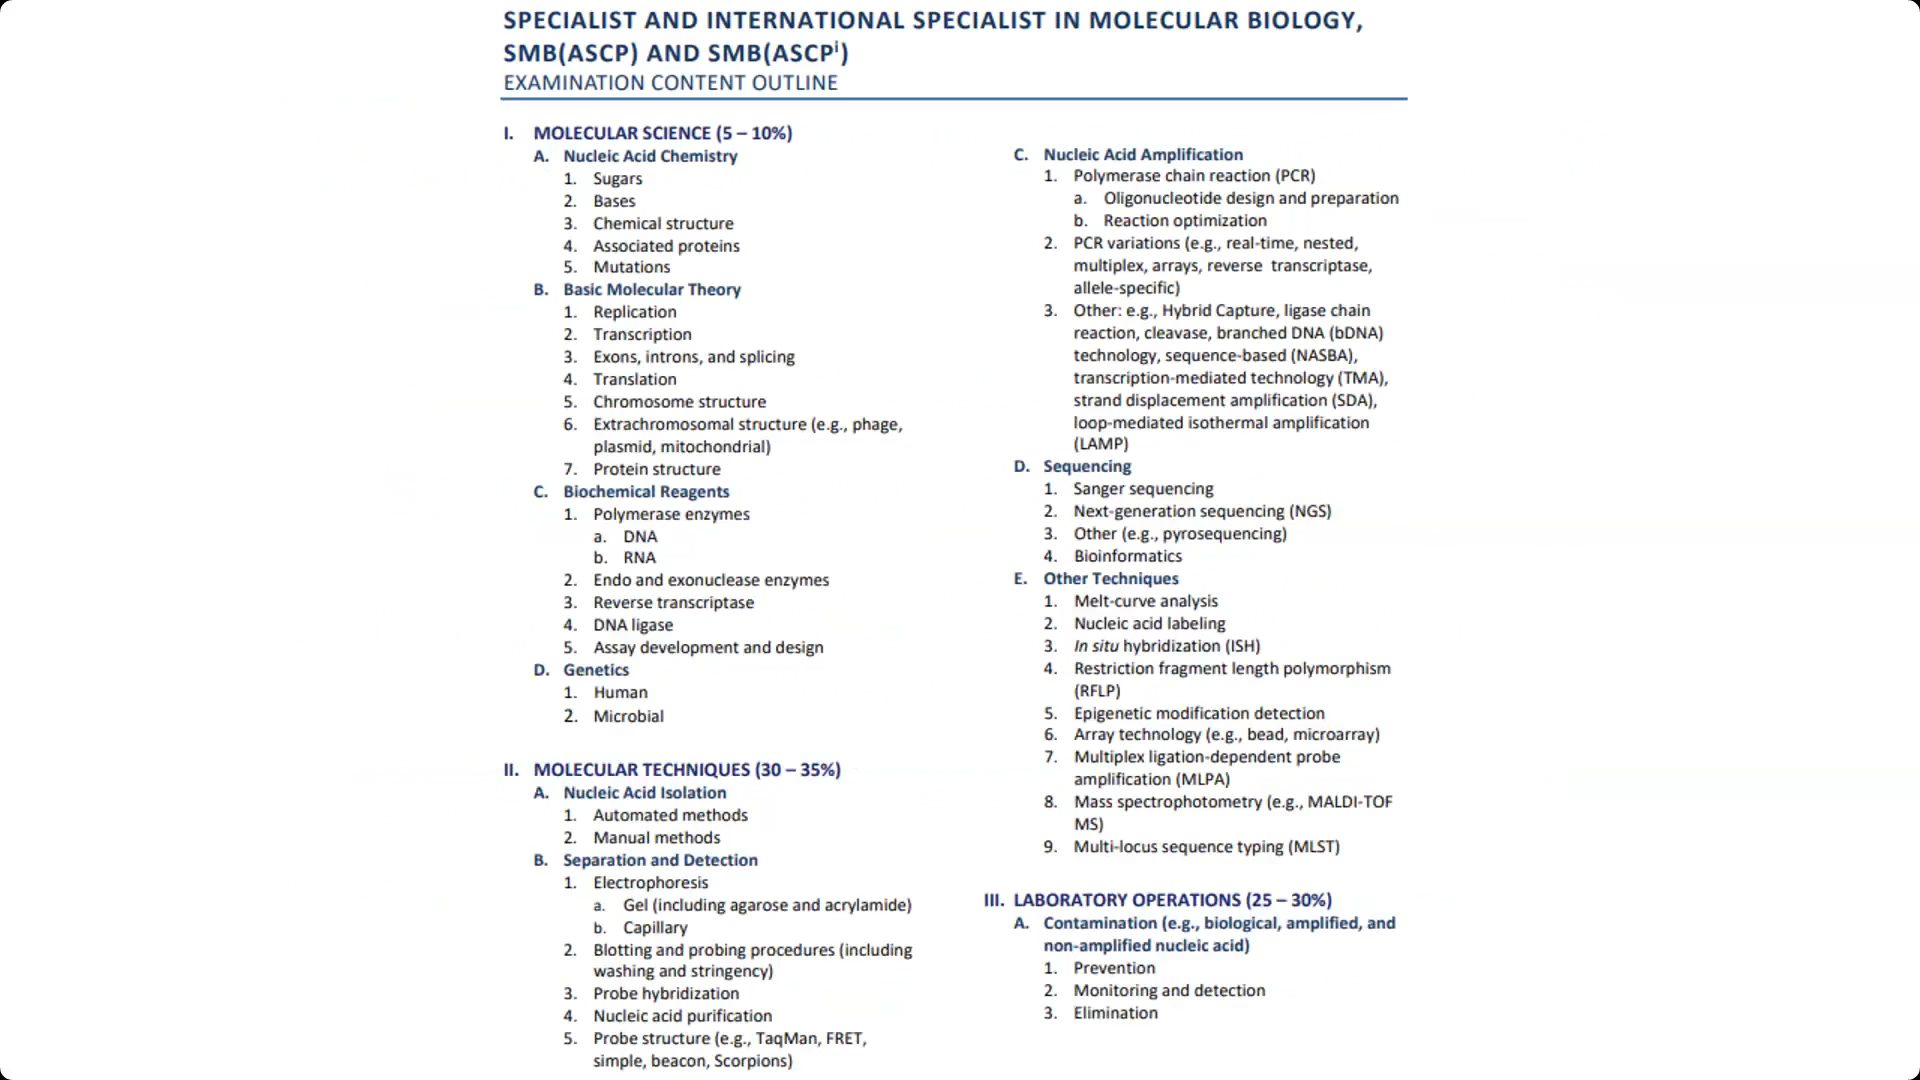 SPECIALIST AND INTERNATIONAL SPECIALIST IN MOLECULAR BIOLOGY,
SMB(ASCP) AND SMB(ASCPi)
EXAMINATION CONTENT OUTLINE
I. MOLECULAR SCIENCE (5 – 10%)
A. Nucleic Acid Chemistry
1. Sugars
2. Bases
3. Chemical structure
4. Associated proteins
5. Mutations
B. Basic Molecular Theory
1. Replication
2. Transcription
3. Exons, introns, and splicing
4. Translation
5. Chromosome structure
6. Extrachromosomal structure (e.g., phage,
plasmid, mitochondrial)
7. Protein structure
C. Biochemical Reagents
1. Polymerase enzymes
a. DNA
b. RNA
2. Endo and exonuclease enzymes
3. Reverse transcriptase
4. DNA ligase
5. Assay development and design
D. Genetics
1. Human
2. Microbial
II. MOLECULAR TECHNIQUES (30 – 35%)
A. Nucleic Acid Isolation
1. Automated methods
2. Manual methods
B. Separation and Detection
1. Electrophoresis
a. Gel (including agarose and acrylamide)
b. Capillary
2. Blotting and probing procedures (including
washing and stringency)
3. Probe hybridization
4. Nucleic acid purification
5. Probe structure (e.g., TaqMan, FRET,
simple, beacon, Scorpions)
C. Nucleic Acid Amplification
1. Polymerase chain reaction (PCR)
a. Oligonucleotide design and preparation
b. Reaction optimization
2. PCR variations (e.g., real-time, nested,
multiplex, arrays, reverse transcriptase,
allele-specific)
3. Other: e.g., Hybrid Capture, ligase chain
reaction, cleavase, branched DNA (bDNA)
technology, sequence-based (NASBA),
transcription-mediated technology (TMA),
strand displacement amplification (SDA),
loop-mediated isothermal amplification
(LAMP)
D. Sequencing
1. Sanger sequencing
2. Next-generation sequencing (NGS)
3. Other (e.g., pyrosequencing)
4. Bioinformatics
E. Other Techniques
1. Melt-curve analysis
2. Nucleic acid labeling
3. In situ hybridization (ISH)
4. Restriction fragment length polymorphism
(RFLP)
5. Epigenetic modification detection
6. Array technology (e.g., bead, microarray)
7. Multiplex ligation-dependent probe
amplification (MLPA)
8. Mass spectrophotometry (e.g., MALDI-TOF
MS)
9. Multi-locus sequence typing (MLST)
III. LABORATORY OPERATIONS (25 – 30%)
A. Contamination (e.g., biological, amplified, and
non-amplified nucleic acid)
1. Prevention
2. Monitoring and detection
3. Elimination